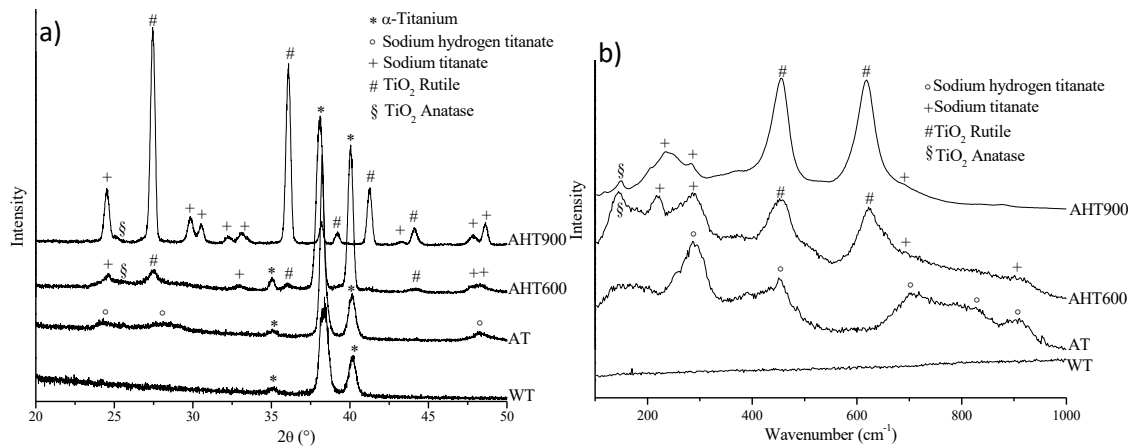 a)
* α-Titanium
○ Sodium hydrogen titanate
+ Sodium titanate
# TiO₂ Rutile
§ TiO₂ Anatase
Intensity
# # * * # + § + + + + # + # + +
AHT900
+ § # + * # # + +
AHT600
○ ○ * * ○
AT
* *
WT
20 25 30 35 40 45 50
2θ (°)
b)
○ Sodium hydrogen titanate
+ Sodium titanate
# TiO₂ Rutile
§ TiO₂ Anatase
Intensity
# # § + + +
AHT900
§ + + # # + +
AHT600
○ ○ ○ ○ ○
AT
WT
200 400 600 800 1000
Wavenumber (cm⁻¹)